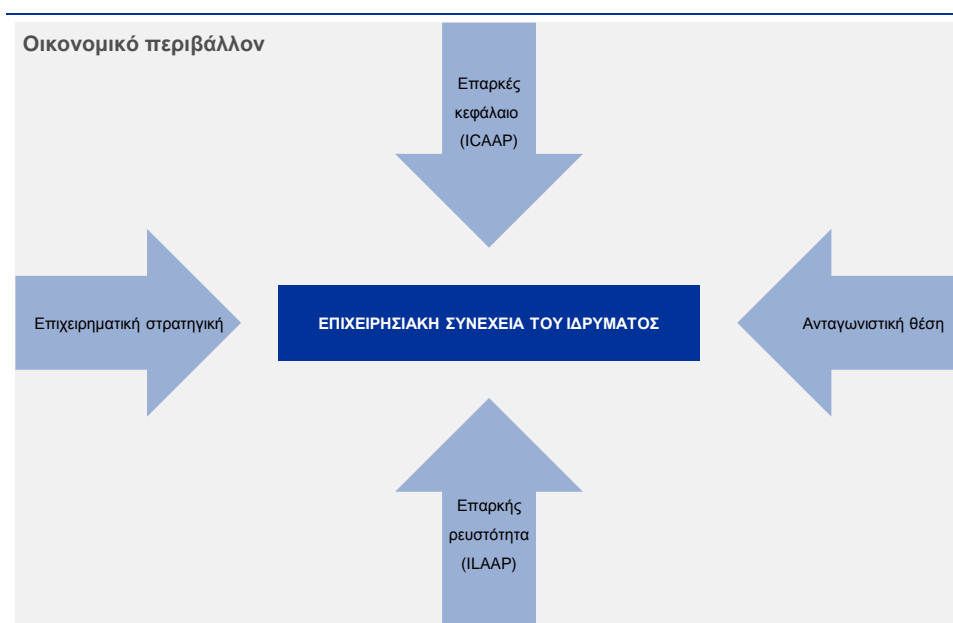 Οικονομικό περιβάλλον
Επαρκές
κεφάλαιο
(ICAAP)
Επιχειρηματική στρατηγική
ΕΠΙΧΕΙΡΗΣΙΑΚΗ ΣΥΝΕΧΕΙΑ ΤΟΥ ΙΔΡΥΜΑΤΟΣ
Ανταγωνιστική θέση
Επαρκής
ρευστότητα
(ILAAP)